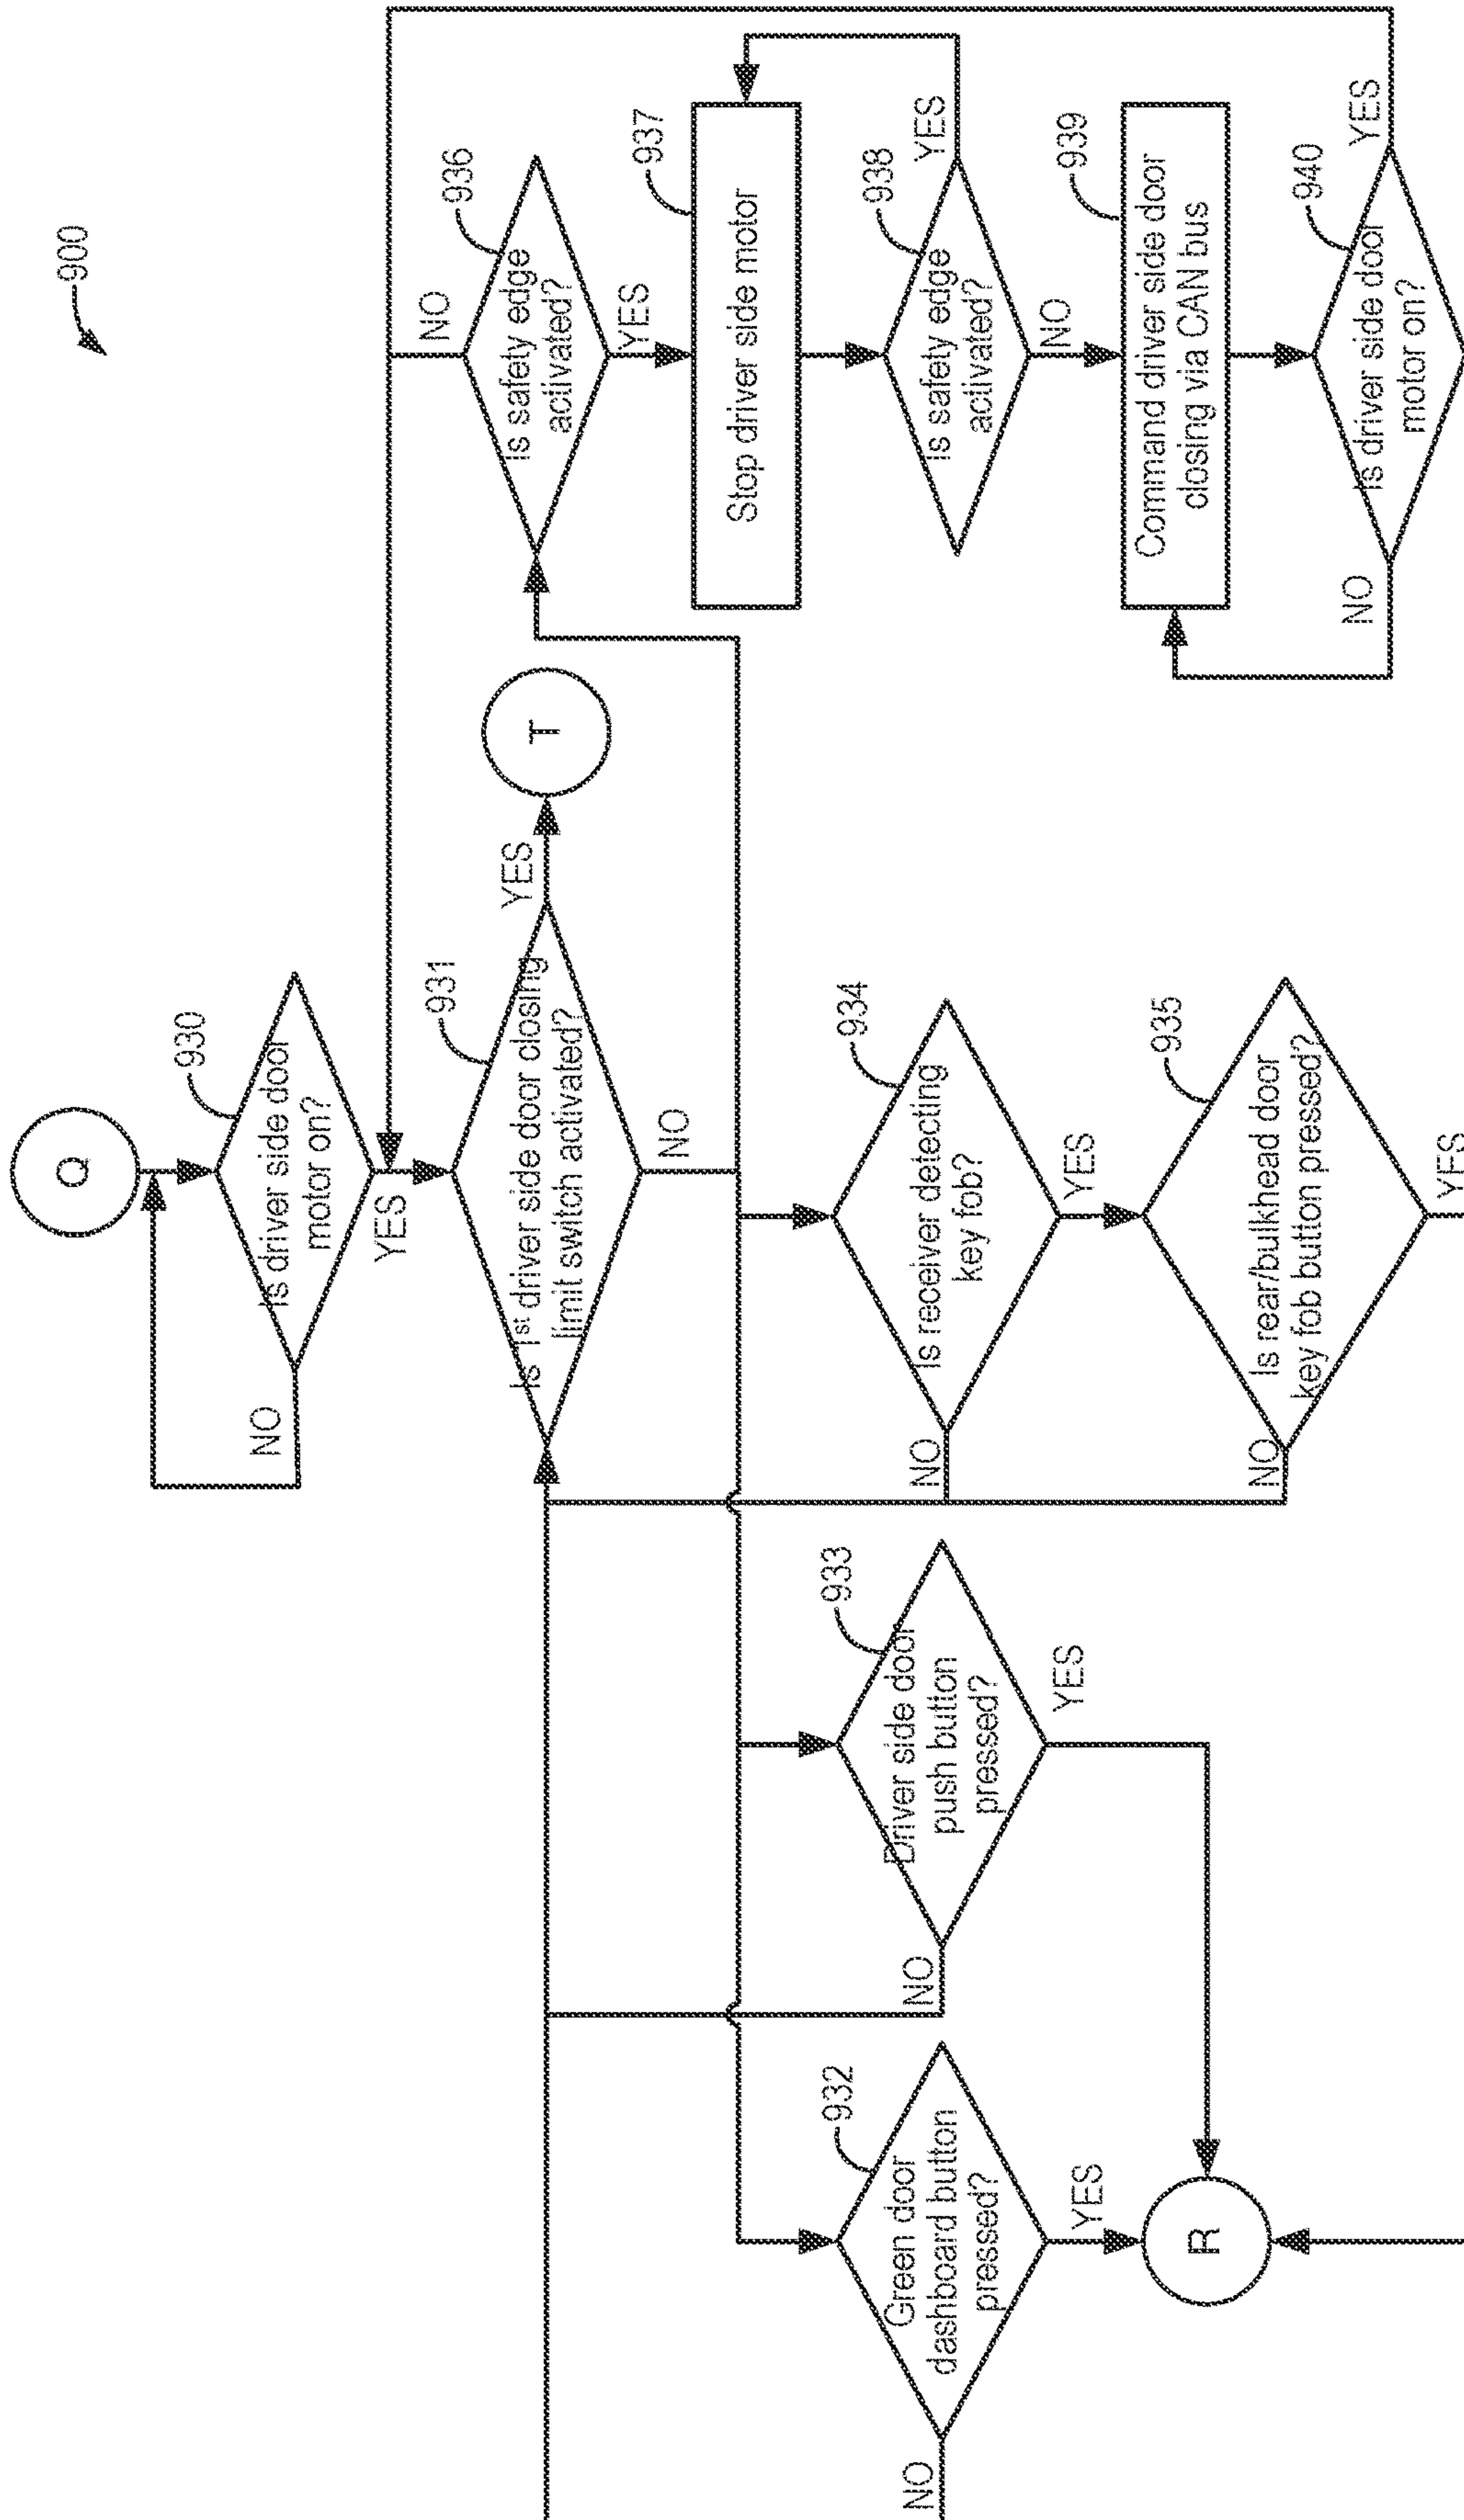 900
Q
930
Is driver side door
motor on?
NO
YES
931
Is 1st driver side door closing
limit switch activated?
YES
NO
T
932
Green door
dashboard button
pressed?
NO
YES
933
Driver side door
push button
pressed?
NO
YES
R
934
Is receiver detecting
key fob?
NO
YES
935
Is rear/bulkhead door
key fob button pressed?
NO
YES
936
Is safety edge
activated?
NO
YES
937
Stop driver side motor
938
Is safety edge
activated?
YES
NO
939
Command driver side door
closing via CAN bus
940
Is driver side door
motor on?
NO
YES